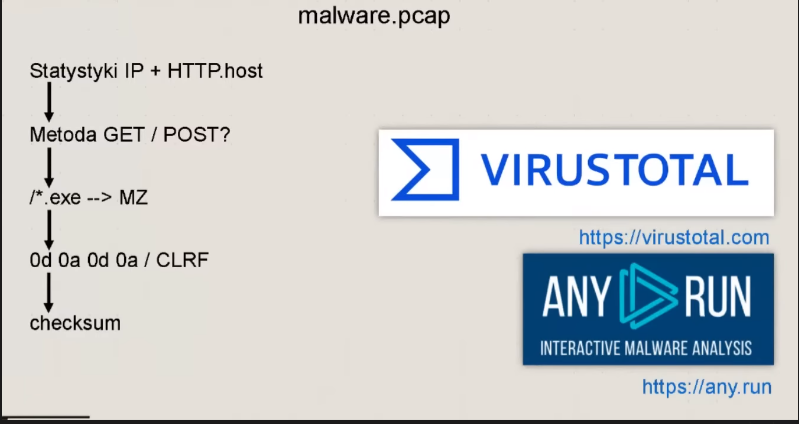 malware.pcap
Statystyki IP + HTTP.host
Metoda GET / POST?
/*.exe --> MZ
0d 0a 0d 0a / CLRF
checksum
VIRUSTOTAL
https://virustotal.com
ANY RUN
INTERACTIVE MALWARE ANALYSIS
https://any.run